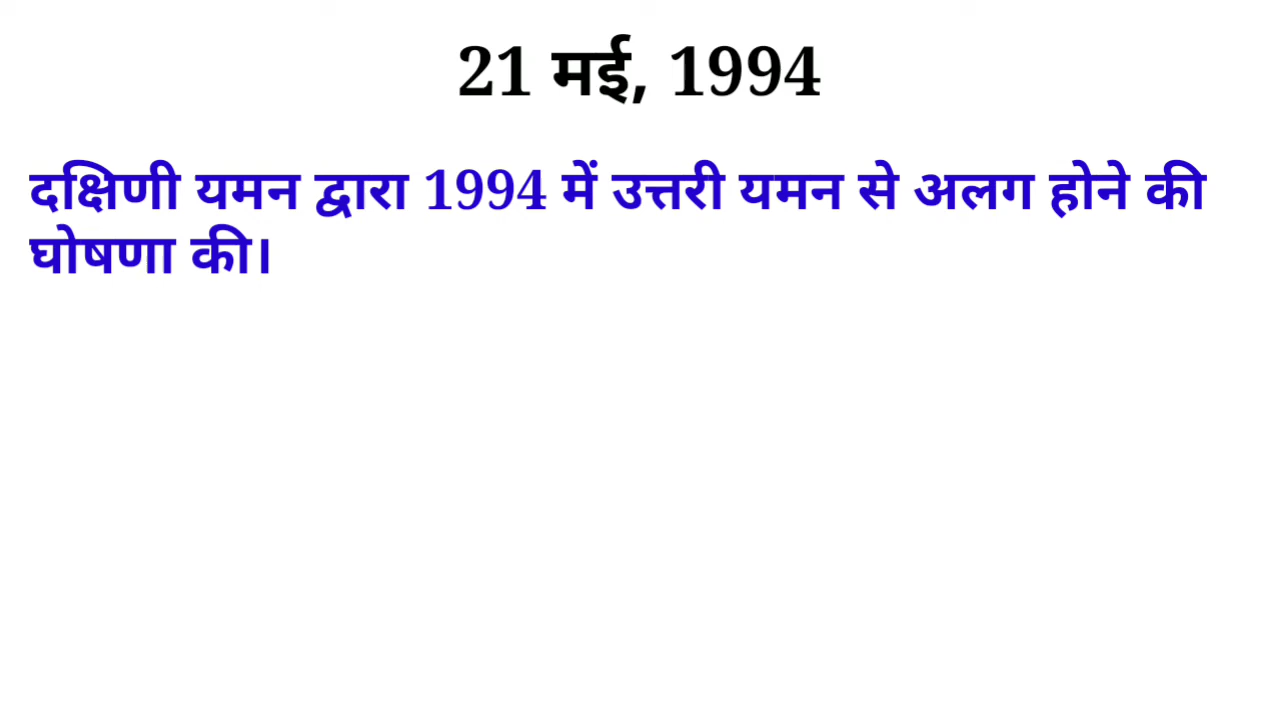 21 मई, 1994
दक्षिणी यमन द्वारा 1994 में उत्तरी यमन से अलग होने की
घोषणा की।